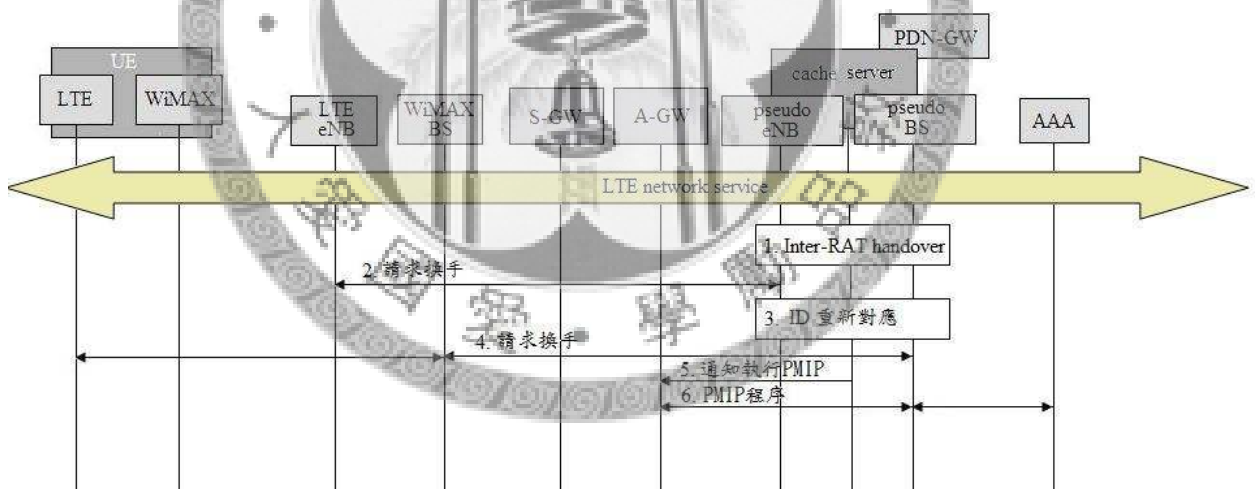 PDN-GW
UE
cache server
LTE
WiMAX
LTE
eNB
WiMAX
BS
S-GW
A-GW
pseudo
eNB
pseudo
BS
AAA
LTE network service
1. Inter-RAT handover
2. 請求換手
3. ID 重新對應
4. 請求換手
5. 通知執行PMIP
6. PMIP程序